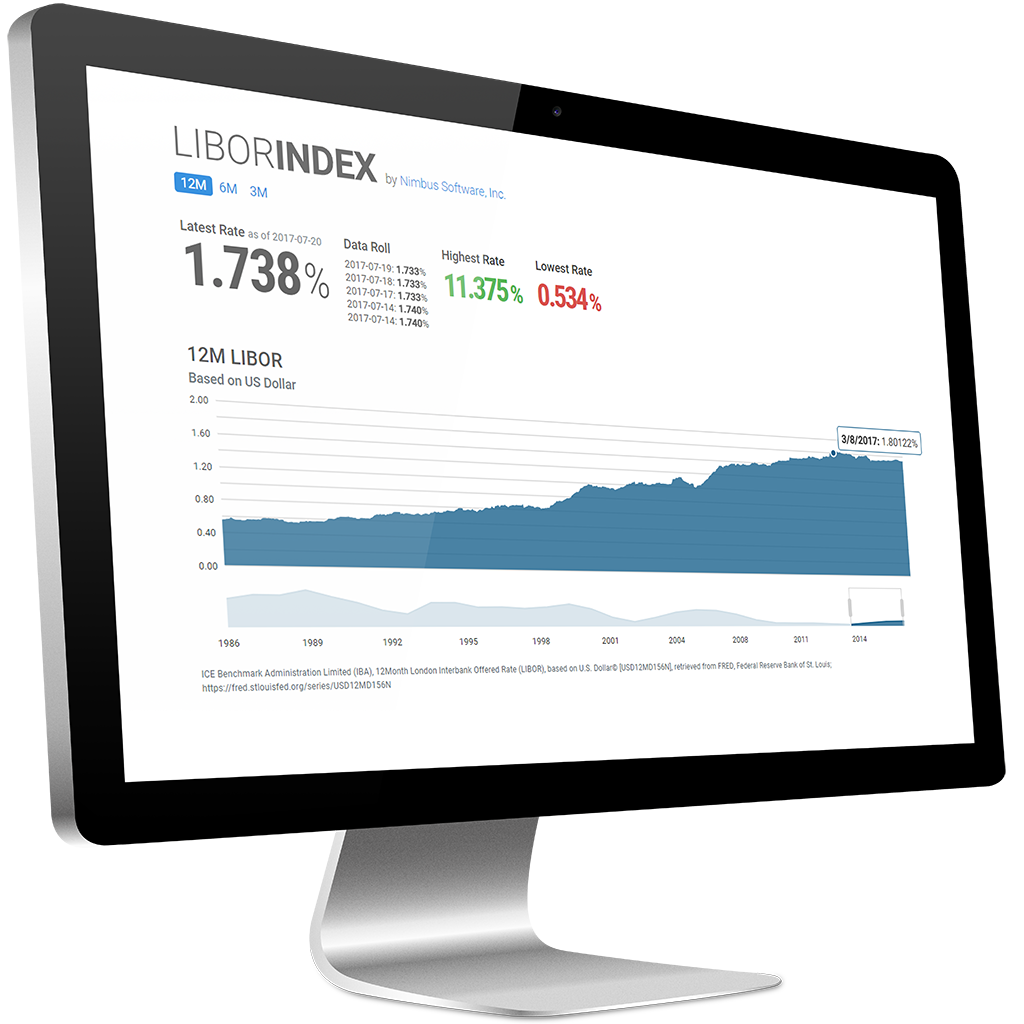 LIBORINDEX by Nimbus Software, Inc.
12M 6M 3M
Latest Rate as of 2017-07-20
1.738%
Data Roll
2017-07-19: 1.733%
2017-07-18: 1.733%
2017-07-17: 1.733%
2017-07-14: 1.740%
2017-07-14: 1.740%
Highest Rate
11.375%
Lowest Rate
0.534%
12M LIBOR
Based on US Dollar
2.00
1.60
1.20
0.80
0.40
0.00
3/8/2017: 1.80122%
1986 1989 1992 1995 1998 2001 2004 2008 2011 2014
ICE Benchmark Administration Limited (IBA), 12Month London Interbank Offered Rate (LIBOR), based on U.S. Dollar© [USD12MD156N], retrieved from FRED, Federal Reserve Bank of St. Louis;
https://fred.stlouisfed.org/series/USD12MD156N